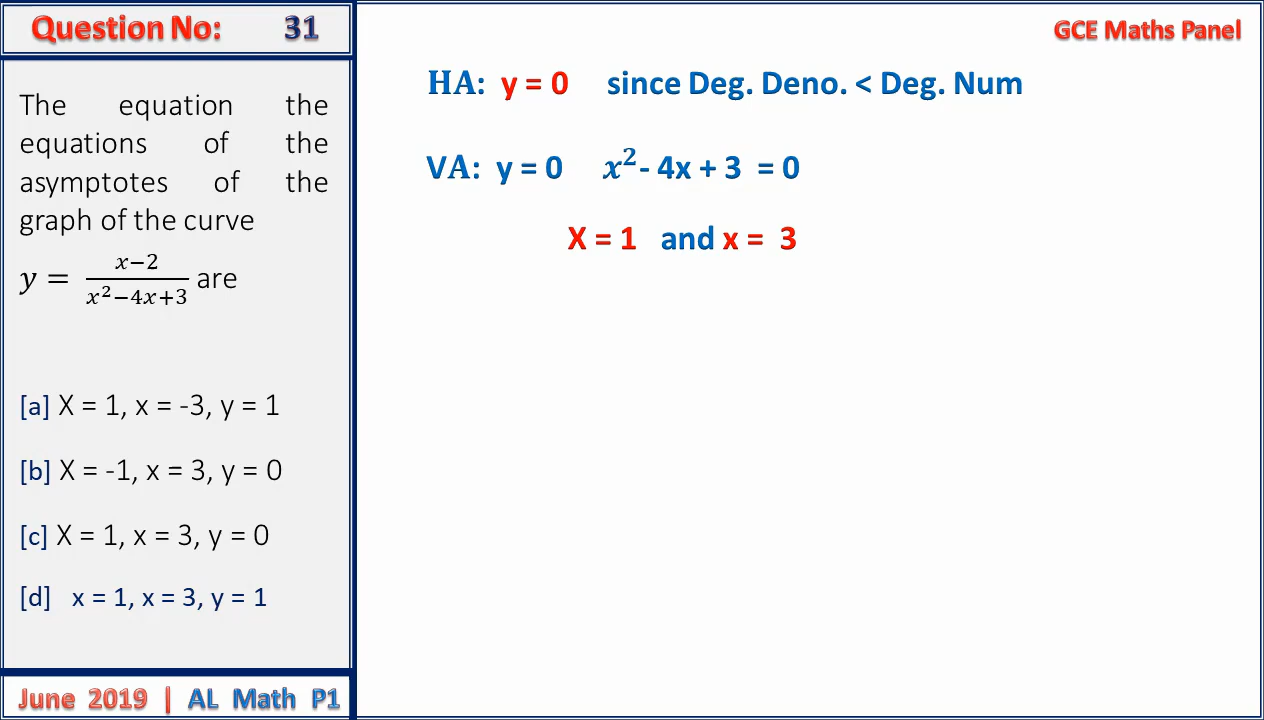 Question No: 31
GCE Maths Panel
The equation the
equations of the
asymptotes of the
graph of the curve
y = \frac{x−2}{x²−4x+3} are
[a] X = 1, x = -3, y = 1
[b] X = -1, x = 3, y = 0
[c] X = 1, x = 3, y = 0
[d] x = 1, x = 3, y = 1
June 2019 | AL Math P1
HA: y = 0 since Deg. Deno. < Deg. Num
VA: y = 0 x² - 4x + 3 = 0
X = 1 and x = 3